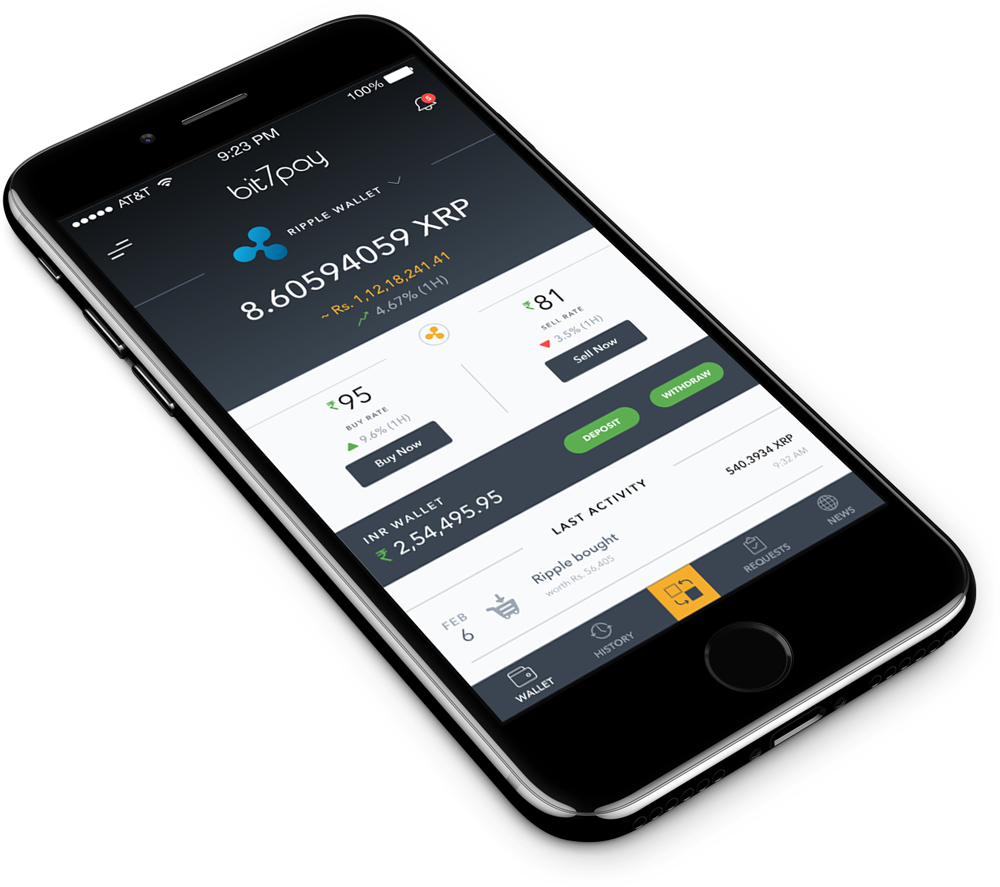 ●●●●● AT&T 9:23 PM 100%
bit7pay
5
RIPPLE WALLET
8.60594059 XRP
~ Rs. 1,12,18,241.41
4.67% (1H)
₹95
BUY RATE
9.6% (1H)
Buy Now
₹81
SELL RATE
3.5% (1H)
Sell Now
INR WALLET
₹ 2,54,495.95
DEPOSIT
WITHDRAW
LAST ACTIVITY
FEB
6
Ripple bought
worth Rs. 56,405
540.3934 XRP
9:32 AM
WALLET
HISTORY
REQUESTS
NEWS